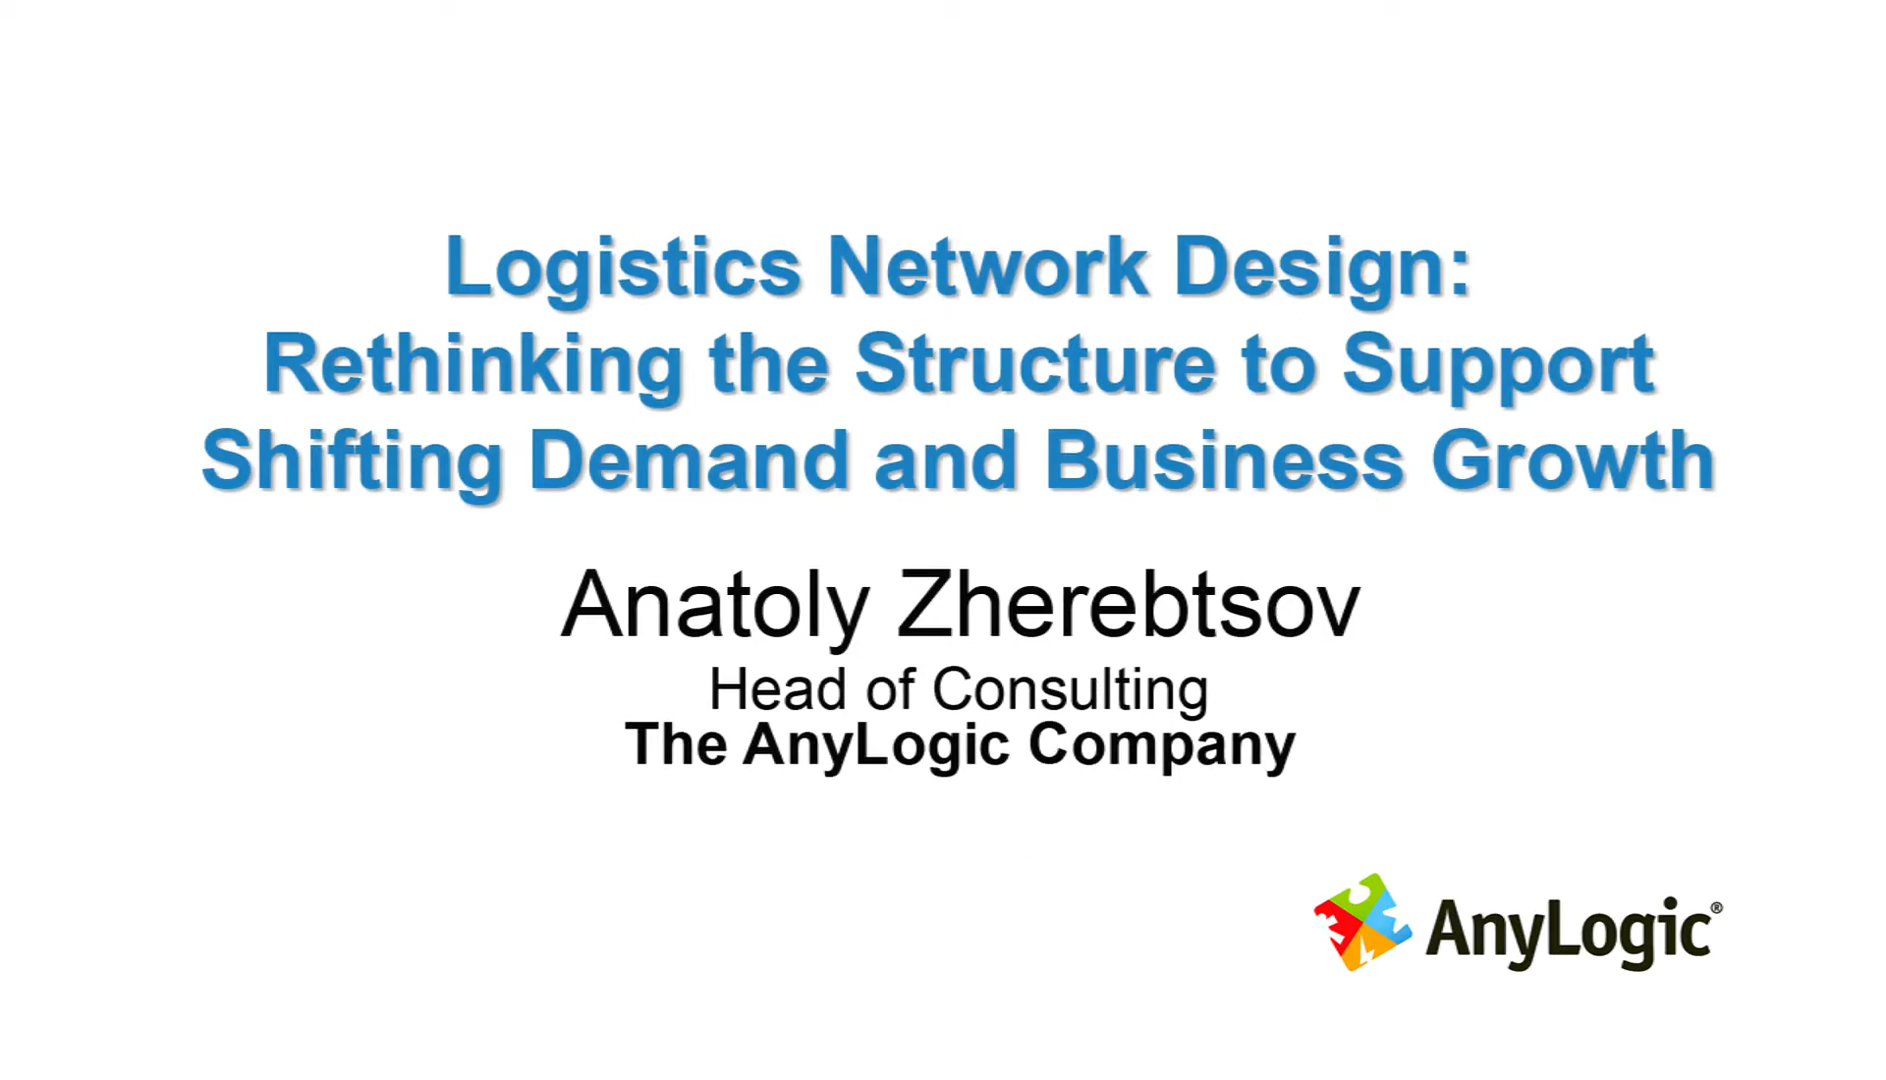 Logistics Network Design:
Rethinking the Structure to Support
Shifting Demand and Business Growth
Anatoly Zherebtsov
Head of Consulting
The AnyLogic Company
AnyLogic®